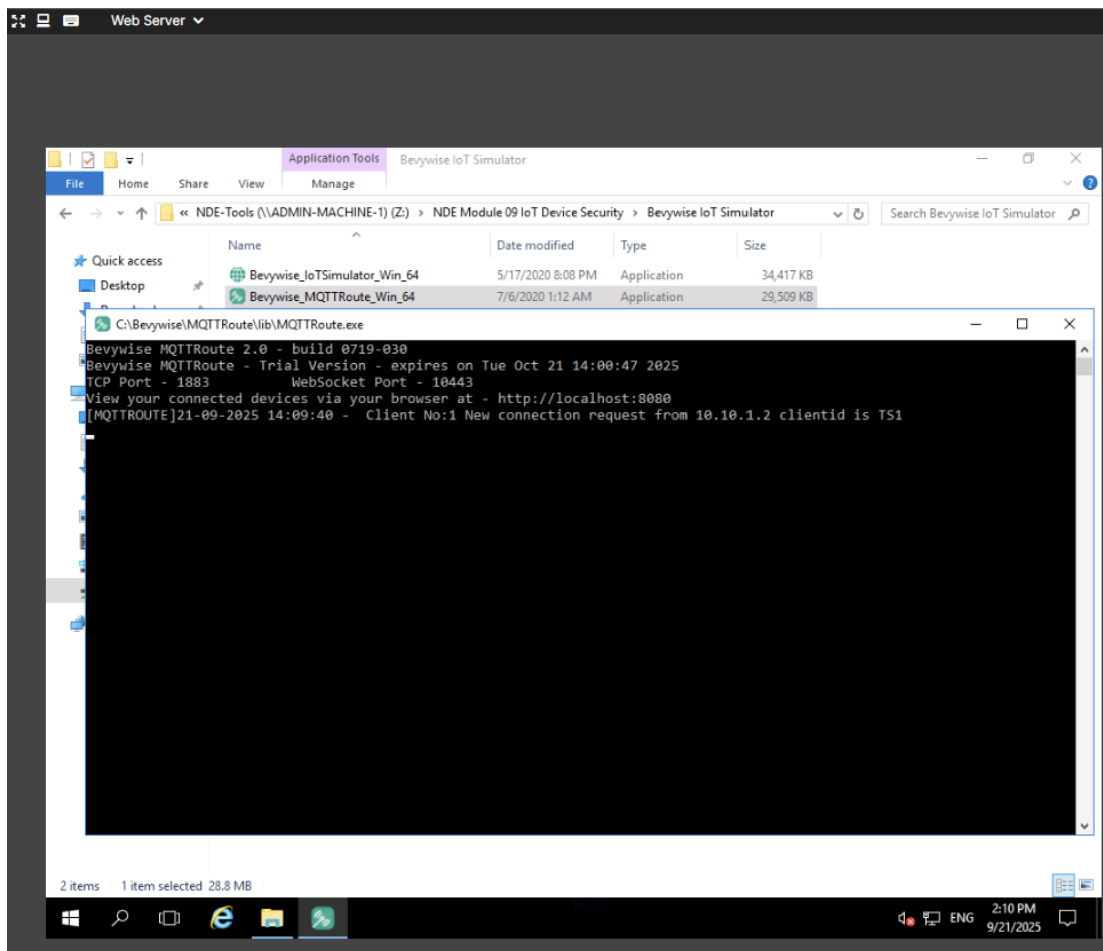 Web Server
Application Tools
Bevywise IoT Simulator
File
Home
Share
View
Manage
« NDE-Tools (\\ADMIN-MACHINE-1) (Z:) › NDE Module 09 IoT Device Security › Bevywise IoT Simulator
Search Bevywise IoT Simulator
Name
Date modified
Type
Size
Quick access
Desktop
Bevywise_IoTSimulator_Win_64 5/17/2020 8:08 PM Application 34,417 KB
Bevywise_MQTTRoute_Win_64 7/6/2020 1:12 AM Application 29,509 KB
C:\Bevywise\MQTTRoute\lib\MQTTRoute.exe
Bevywise MQTTRoute 2.0 - build 0719-030
Bevywise MQTTRoute - Trial Version - expires on Tue Oct 21 14:00:47 2025
TCP Port - 1883 WebSocket Port - 10443
View your connected devices via your browser at - http://localhost:8080
[MQTTROUTE]21-09-2025 14:09:40 - Client No:1 New connection request from 10.10.1.2 clientid is TS1
2 items 1 item selected 28.8 MB
ENG
2:10 PM
9/21/2025